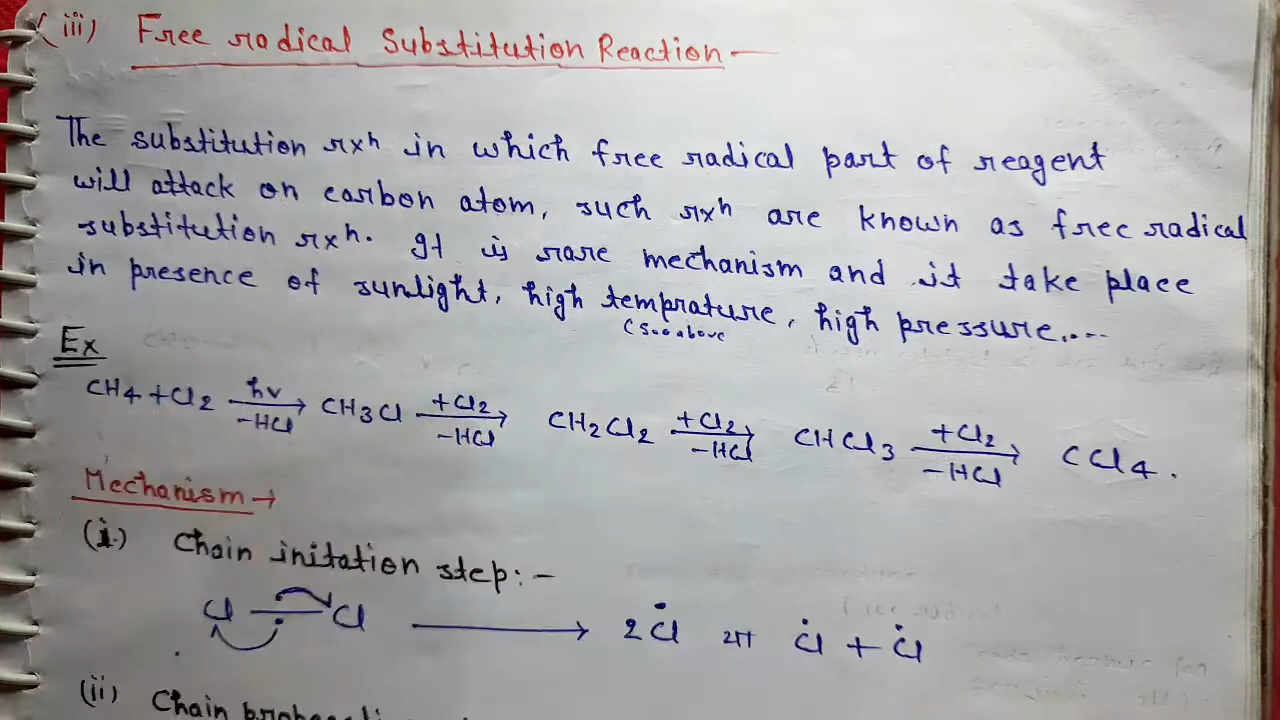 (iii) Free radical Substitution Reaction —
The substitution rxⁿ in which free radical part of reagent
will attack on carbon atom, such rxⁿ are known as free radical
substitution rxⁿ. It is rare mechanism and it take place
in presence of sunlight, high temprature, high pressure....
(500 above
Ex
CH4 + Cl2 —hν/-HCl→ CH3Cl —+Cl2/-HCl→ CH2Cl2 —+Cl2/-HCl→ CHCl3 —+Cl2/-HCl→ CCl4.
Mechanism →
(i) Chain initation step:-
Cl — Cl ⟶ 2Cl̇ या Cl̇ + Cl̇
(ii) Chain